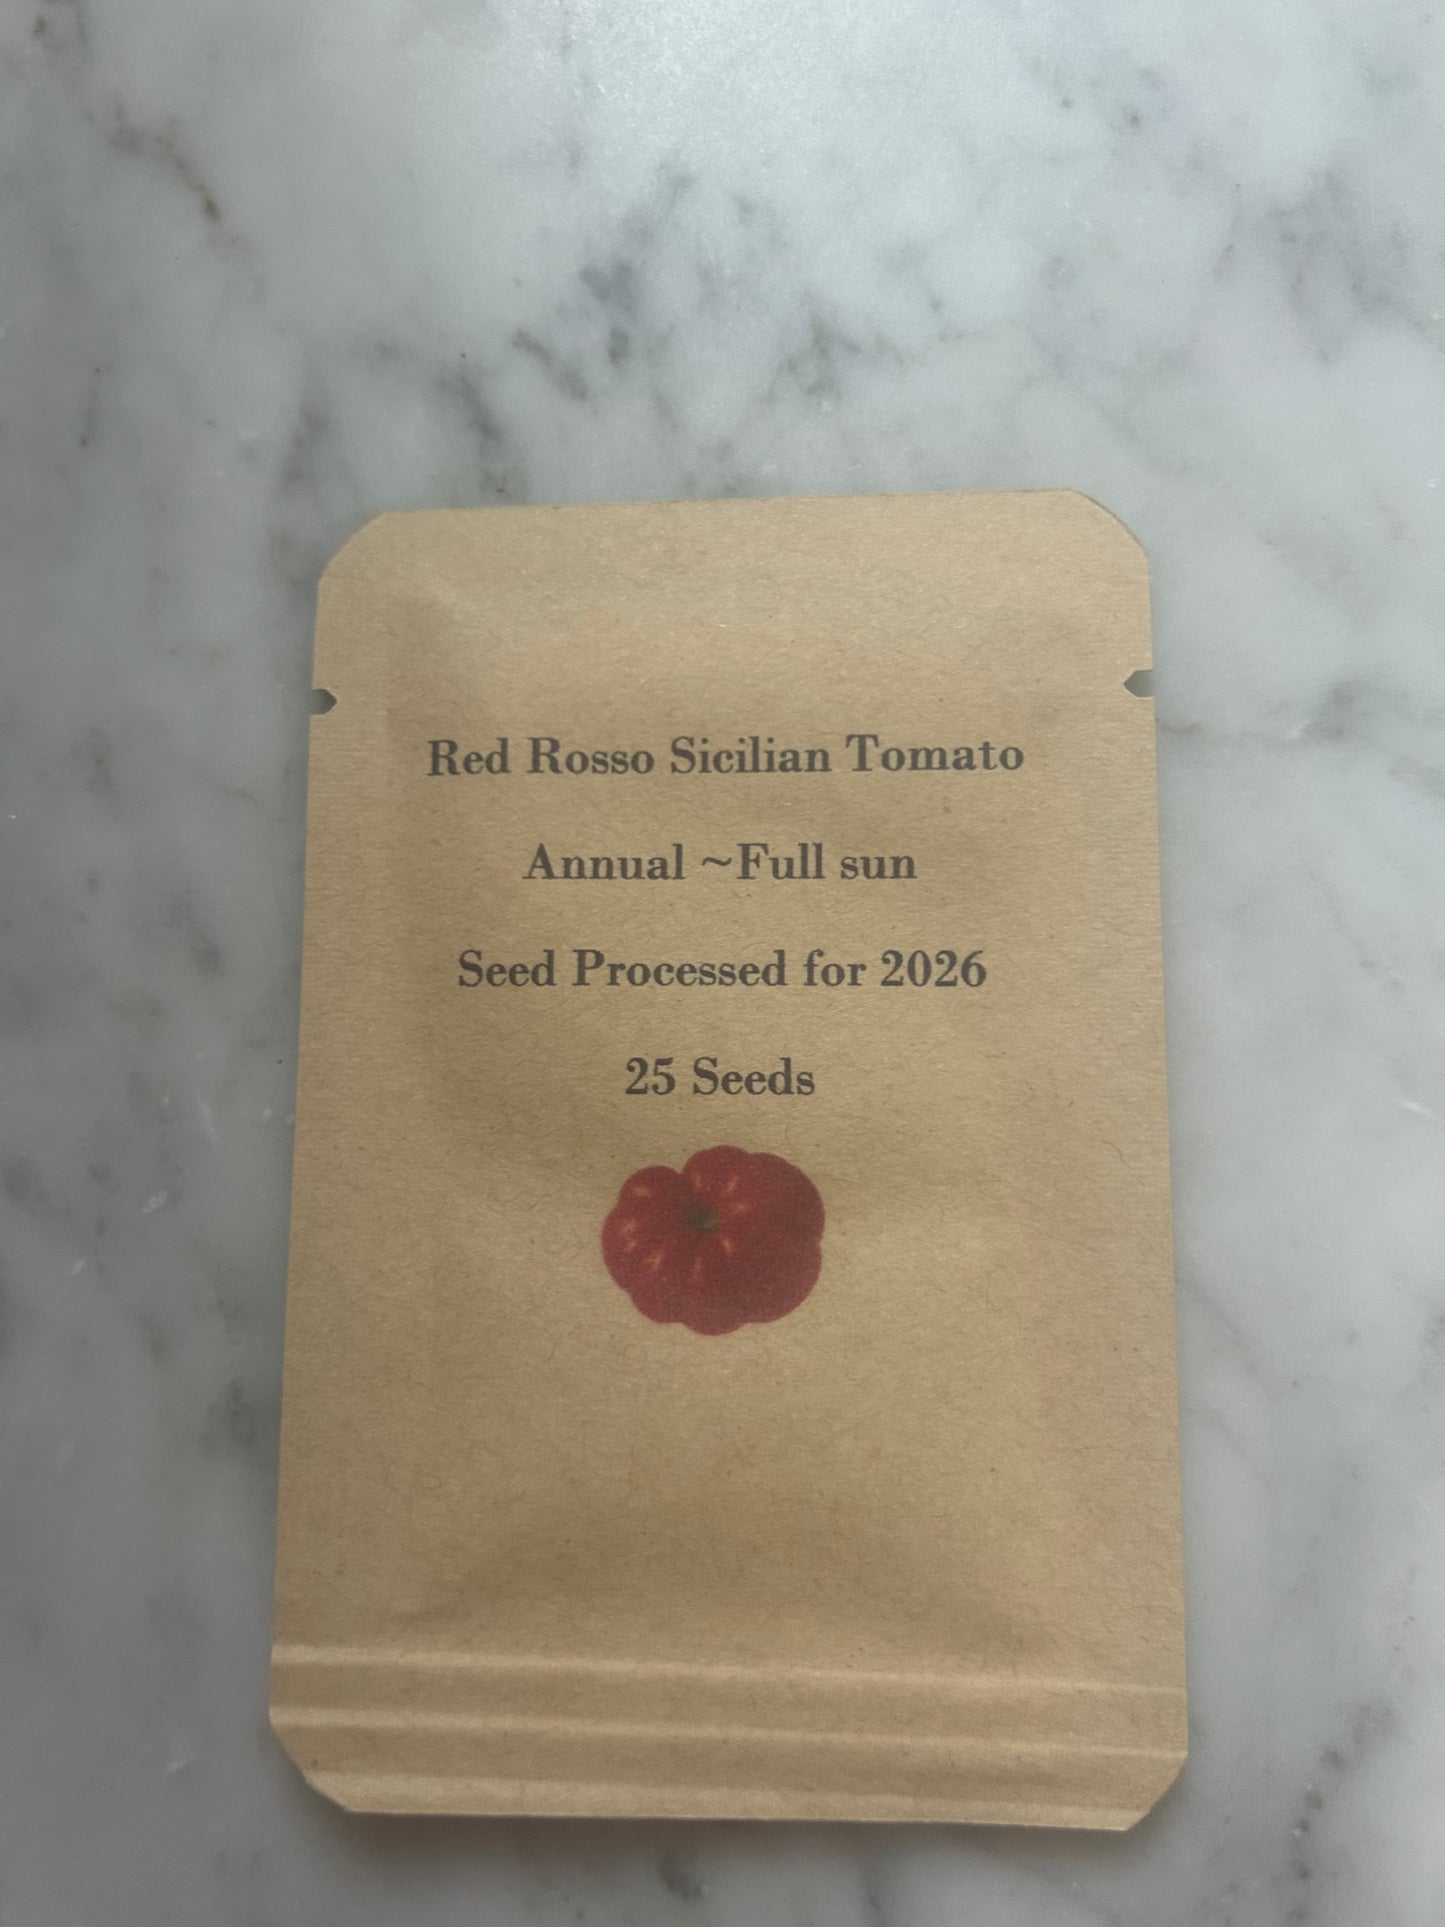 Red Rosso Sicilian Tomato
Annual ~Full sun
Seed Processed for 2026
25 Seeds